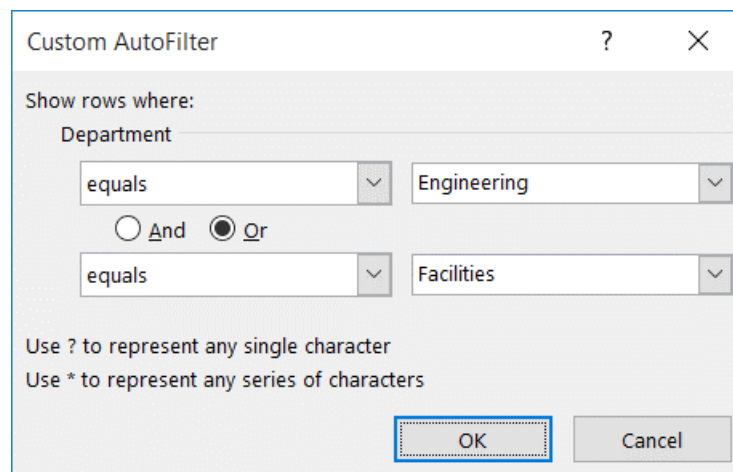 Custom AutoFilter ?
Show rows where:
Department
equals Engineering
And Or
equals Facilities
Use ? to represent any single character
Use * to represent any series of characters
OK Cancel